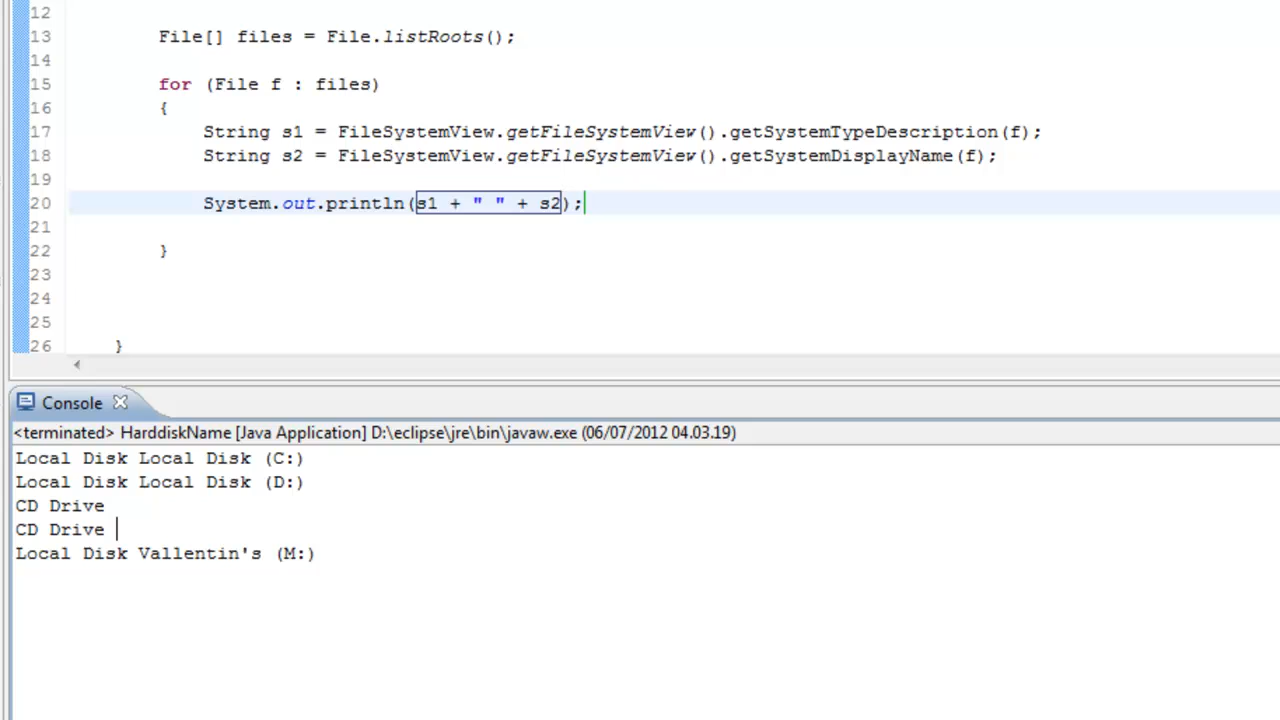 12
13 File[] files = File.listRoots();
14
15 for (File f : files)
16 {
17 String s1 = FileSystemView.getFileSystemView().getSystemTypeDescription(f);
18 String s2 = FileSystemView.getFileSystemView().getSystemDisplayName(f);
19
20 System.out.println(s1 + " " + s2);
21
22 }
23
24
25
26 }
Console
<terminated> HarddiskName [Java Application] D:\eclipse\jre\bin\javaw.exe (06/07/2012 04.03.19)
Local Disk Local Disk (C:)
Local Disk Local Disk (D:)
CD Drive
CD Drive
Local Disk Vallentin's (M:)